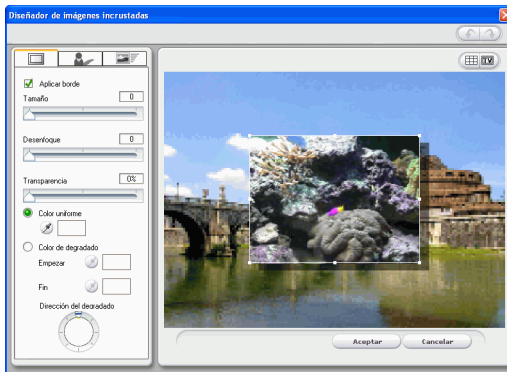 Diseñador de imágenes incrustadas
TV
Aplicar borde
Tamaño 0
Desenfoque 0
Transparencia 0%
Color uniforme
Color de degradado
Empezar
Fin
Dirección del degradado
Aceptar Cancelar